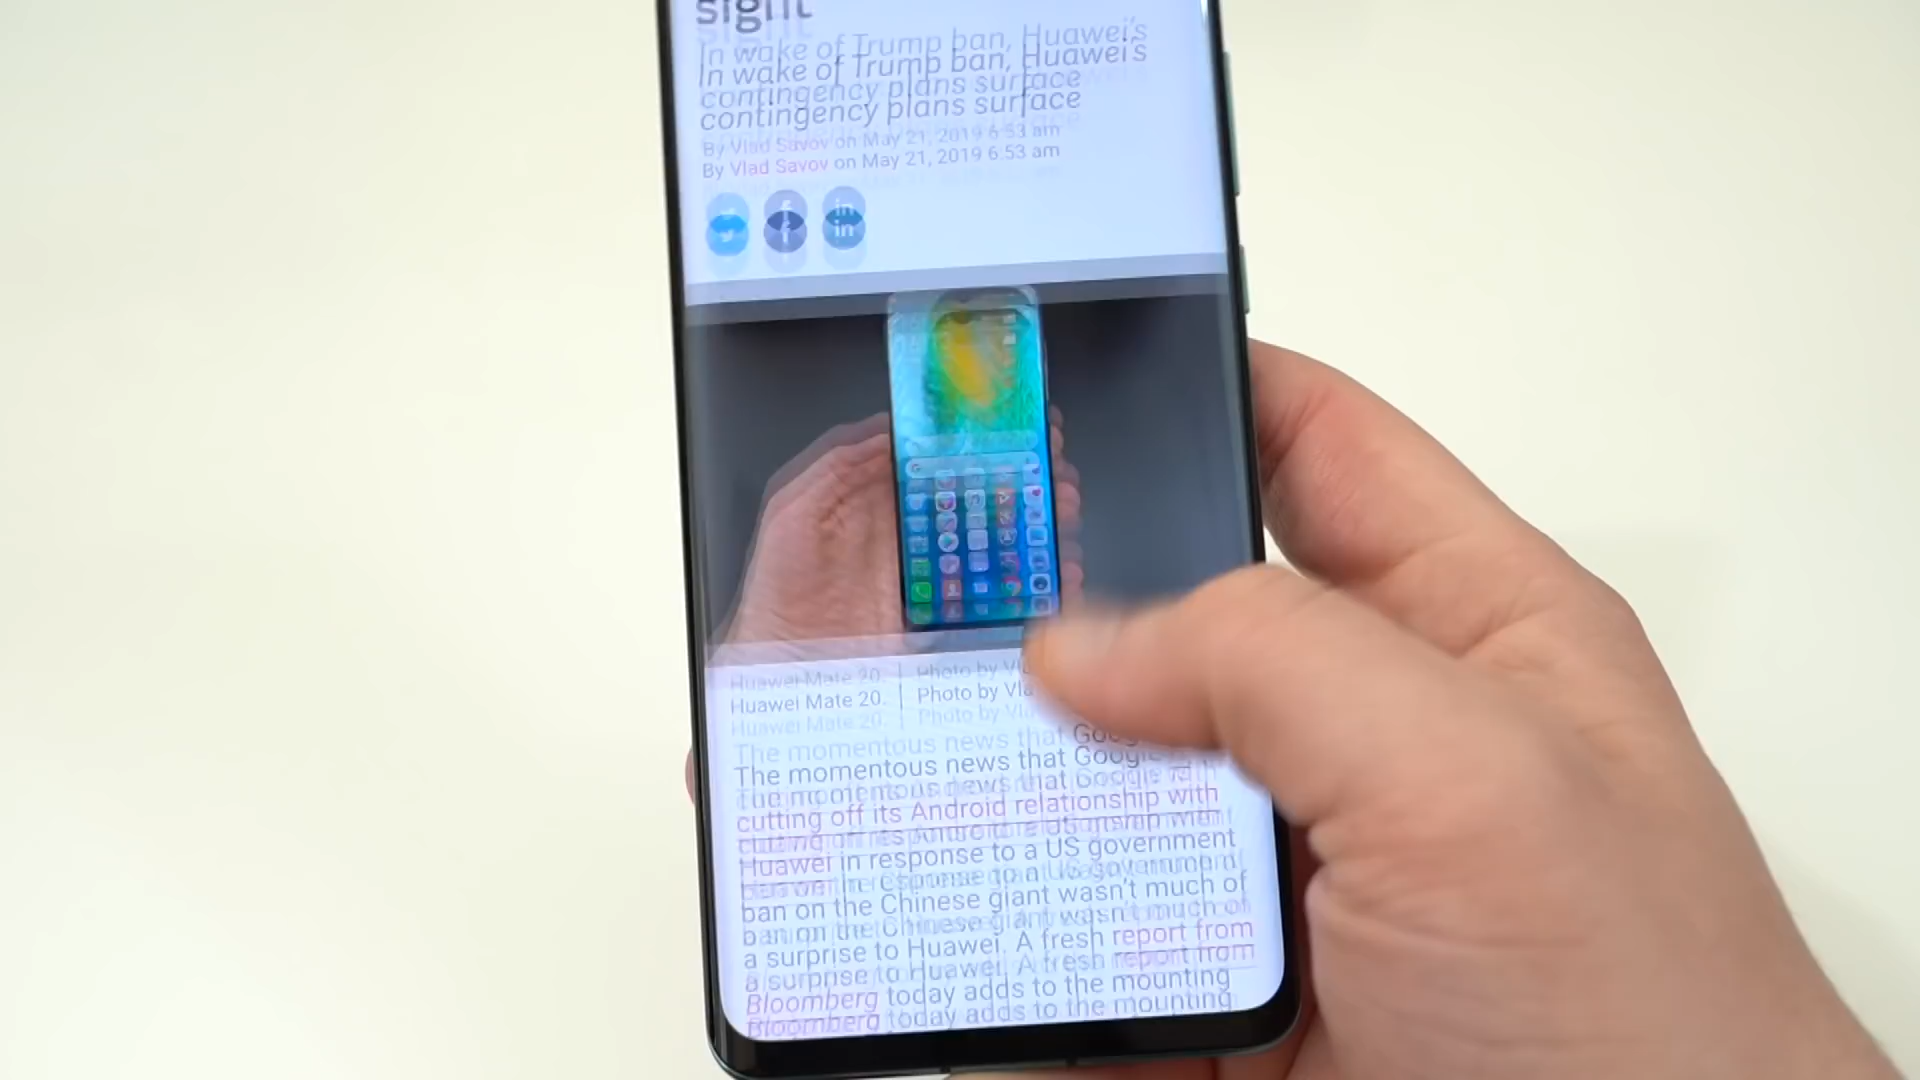 sight
In wake of Trump ban, Huawei's
contingency plans surface
By Vlad Savov on May 21, 2019 6:53 am
f in
Huawei Mate 20. | Photo by Vla
The momentous news that Google is
cutting off its Android relationship with
Huawei in response to a US government
ban on the Chinese giant wasn't much of
a surprise to Huawei. A fresh report from
Bloomberg today adds to the mounting